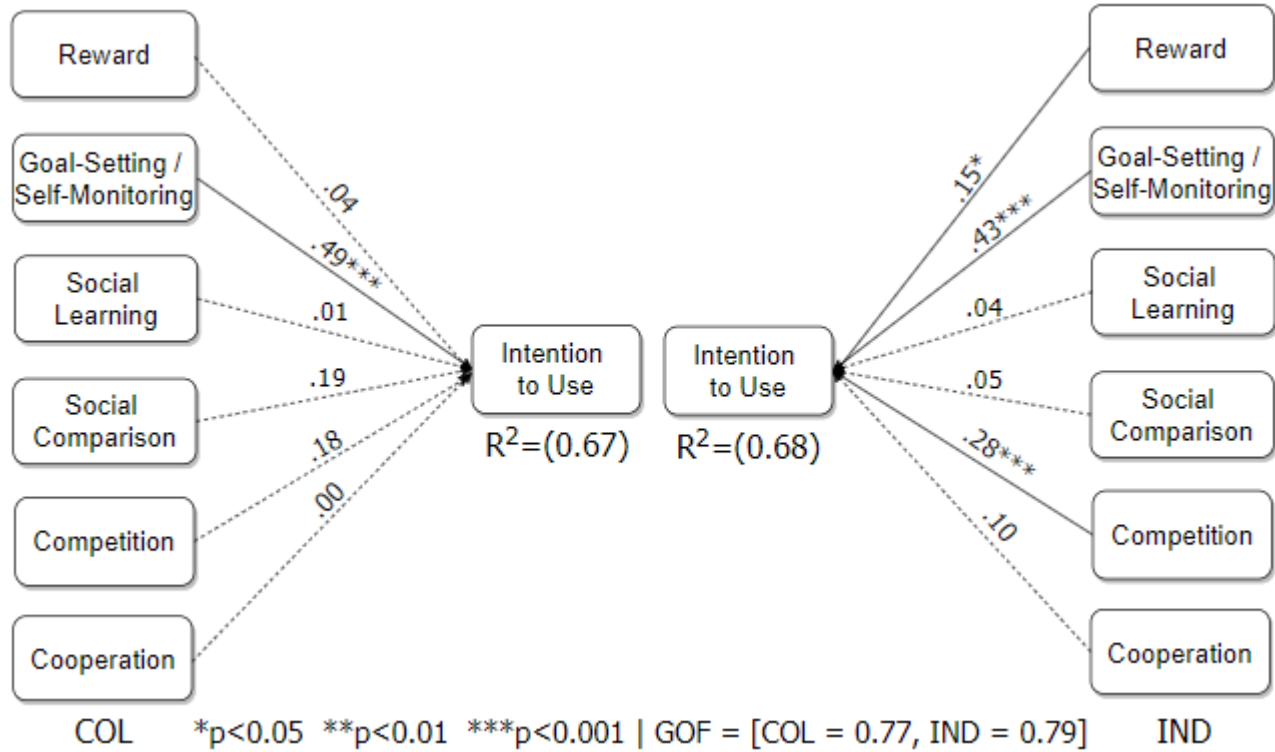 Reward
Goal-Setting /
Self-Monitoring
Social
Learning
Social
Comparison
Competition
Cooperation
.04
.49***
.01
.19
.18
.00
Intention
to Use
R²=(0.67)
Intention
to Use
R²=(0.68)
.15*
.43***
.04
.05
.28***
.10
Reward
Goal-Setting /
Self-Monitoring
Social
Learning
Social
Comparison
Competition
Cooperation
COL *p<0.05 **p<0.01 ***p<0.001 | GOF = [COL = 0.77, IND = 0.79] IND